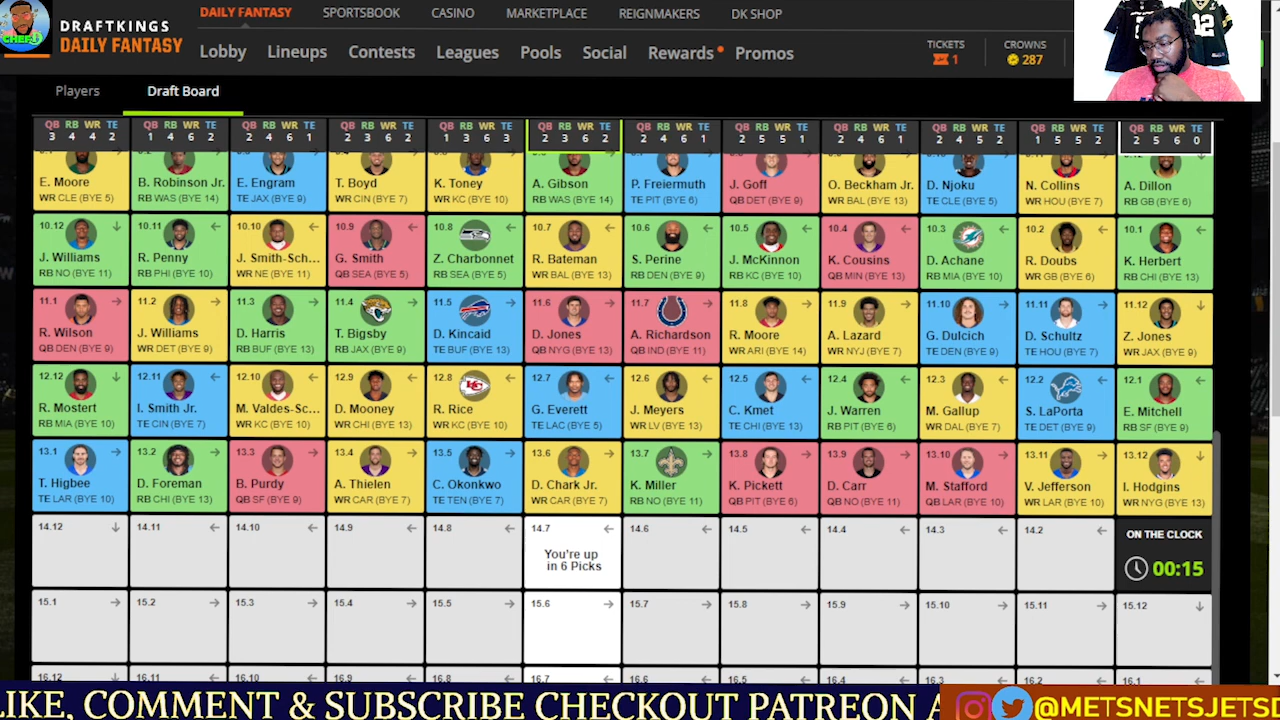 CHEF
DRAFTKINGS
DAILY FANTASY
DAILY FANTASY SPORTSBOOK CASINO MARKETPLACE REIGNMAKERS DK SHOP
Lobby Lineups Contests Leagues Pools Social Rewards Promos
TICKETS
1
CROWNS
287
12
Players Draft Board
QB RB WR TE QB RB WR TE QB RB WR TE QB RB WR TE QB RB WR TE QB RB WR TE QB RB WR TE QB RB WR TE QB RB WR TE QB RB WR TE QB RB WR TE QB RB WR TE
3 4 4 2 1 4 6 2 2 4 6 1 2 3 6 2 1 3 6 3 2 3 6 2 2 4 6 1 2 5 5 1 2 4 6 1 2 4 5 2 1 5 5 2 2 5 6 0
E. Moore B. Robinson Jr. E. Engram T. Boyd K. Toney A. Gibson P. Freiermuth J. Goff O. Beckham Jr. D. Njoku N. Collins A. Dillon
WR CLE (BYE 5) RB WAS (BYE 14) TE JAX (BYE 9) WR CIN (BYE 7) WR KC (BYE 10) RB WAS (BYE 14) TE PIT (BYE 6) QB DET (BYE 9) WR BAL (BYE 13) TE CLE (BYE 5) WR HOU (BYE 7) RB GB (BYE 6)
10.12 10.11 10.10 10.9 10.8 10.7 10.6 10.5 10.4 10.3 10.2 10.1
J. Williams R. Penny J. Smith-Sch... G. Smith Z. Charbonnet R. Bateman S. Perine J. McKinnon K. Cousins D. Achane R. Doubs K. Herbert
RB NO (BYE 11) RB PHI (BYE 10) WR NE (BYE 11) QB SEA (BYE 5) RB SEA (BYE 5) WR BAL (BYE 13) RB DEN (BYE 9) RB KC (BYE 10) QB MIN (BYE 13) RB MIA (BYE 10) WR GB (BYE 6) RB CHI (BYE 13)
11.1 11.2 11.3 11.4 11.5 11.6 11.7 11.8 11.9 11.10 11.11 11.12
R. Wilson J. Williams D. Harris T. Bigsby D. Kincaid D. Jones A. Richardson R. Moore A. Lazard G. Dulcich D. Schultz Z. Jones
QB DEN (BYE 9) WR DET (BYE 9) RB BUF (BYE 13) RB JAX (BYE 9) TE BUF (BYE 13) QB NYG (BYE 13) QB IND (BYE 11) WR ARI (BYE 14) WR NYJ (BYE 7) TE DEN (BYE 9) TE HOU (BYE 7) WR JAX (BYE 9)
12.12 12.11 12.10 12.9 12.8 12.7 12.6 12.5 12.4 12.3 12.2 12.1
R. Mostert I. Smith Jr. M. Valdes-Sc... D. Mooney R. Rice G. Everett J. Meyers C. Kmet J. Warren M. Gallup S. LaPorta E. Mitchell
RB MIA (BYE 10) TE CIN (BYE 7) WR KC (BYE 10) WR CHI (BYE 13) WR KC (BYE 10) TE LAC (BYE 5) WR LV (BYE 13) TE CHI (BYE 13) RB PIT (BYE 6) WR DAL (BYE 7) TE DET (BYE 9) RB SF (BYE 9)
13.1 13.2 13.3 13.4 13.5 13.6 13.7 13.8 13.9 13.10 13.11 13.12
T. Higbee D. Foreman B. Purdy A. Thielen C. Okonkwo D. Chark Jr. K. Miller K. Pickett D. Carr M. Stafford V. Jefferson I. Hodgins
TE LAR (BYE 10) RB CHI (BYE 13) QB SF (BYE 9) WR CAR (BYE 7) TE TEN (BYE 7) WR CAR (BYE 7) RB NO (BYE 11) QB PIT (BYE 6) QB NO (BYE 11) QB LAR (BYE 10) WR LAR (BYE 10) WR NYG (BYE 13)
14.12 14.11 14.10 14.9 14.8 14.7 14.6 14.5 14.4 14.3 14.2 ON THE CLOCK
You're up
in 6 Picks
00:15
15.1 15.2 15.3 15.4 15.5 15.6 15.7 15.8 15.9 15.10 15.11 15.12
16.12 16.11 16.10 16.9 16.8 16.7 16.6 16.5 16.4 16.3 16.2 16.1
LIKE, COMMENT & SUBSCRIBE CHECKOUT PATREON A
@METSNETSJETSD